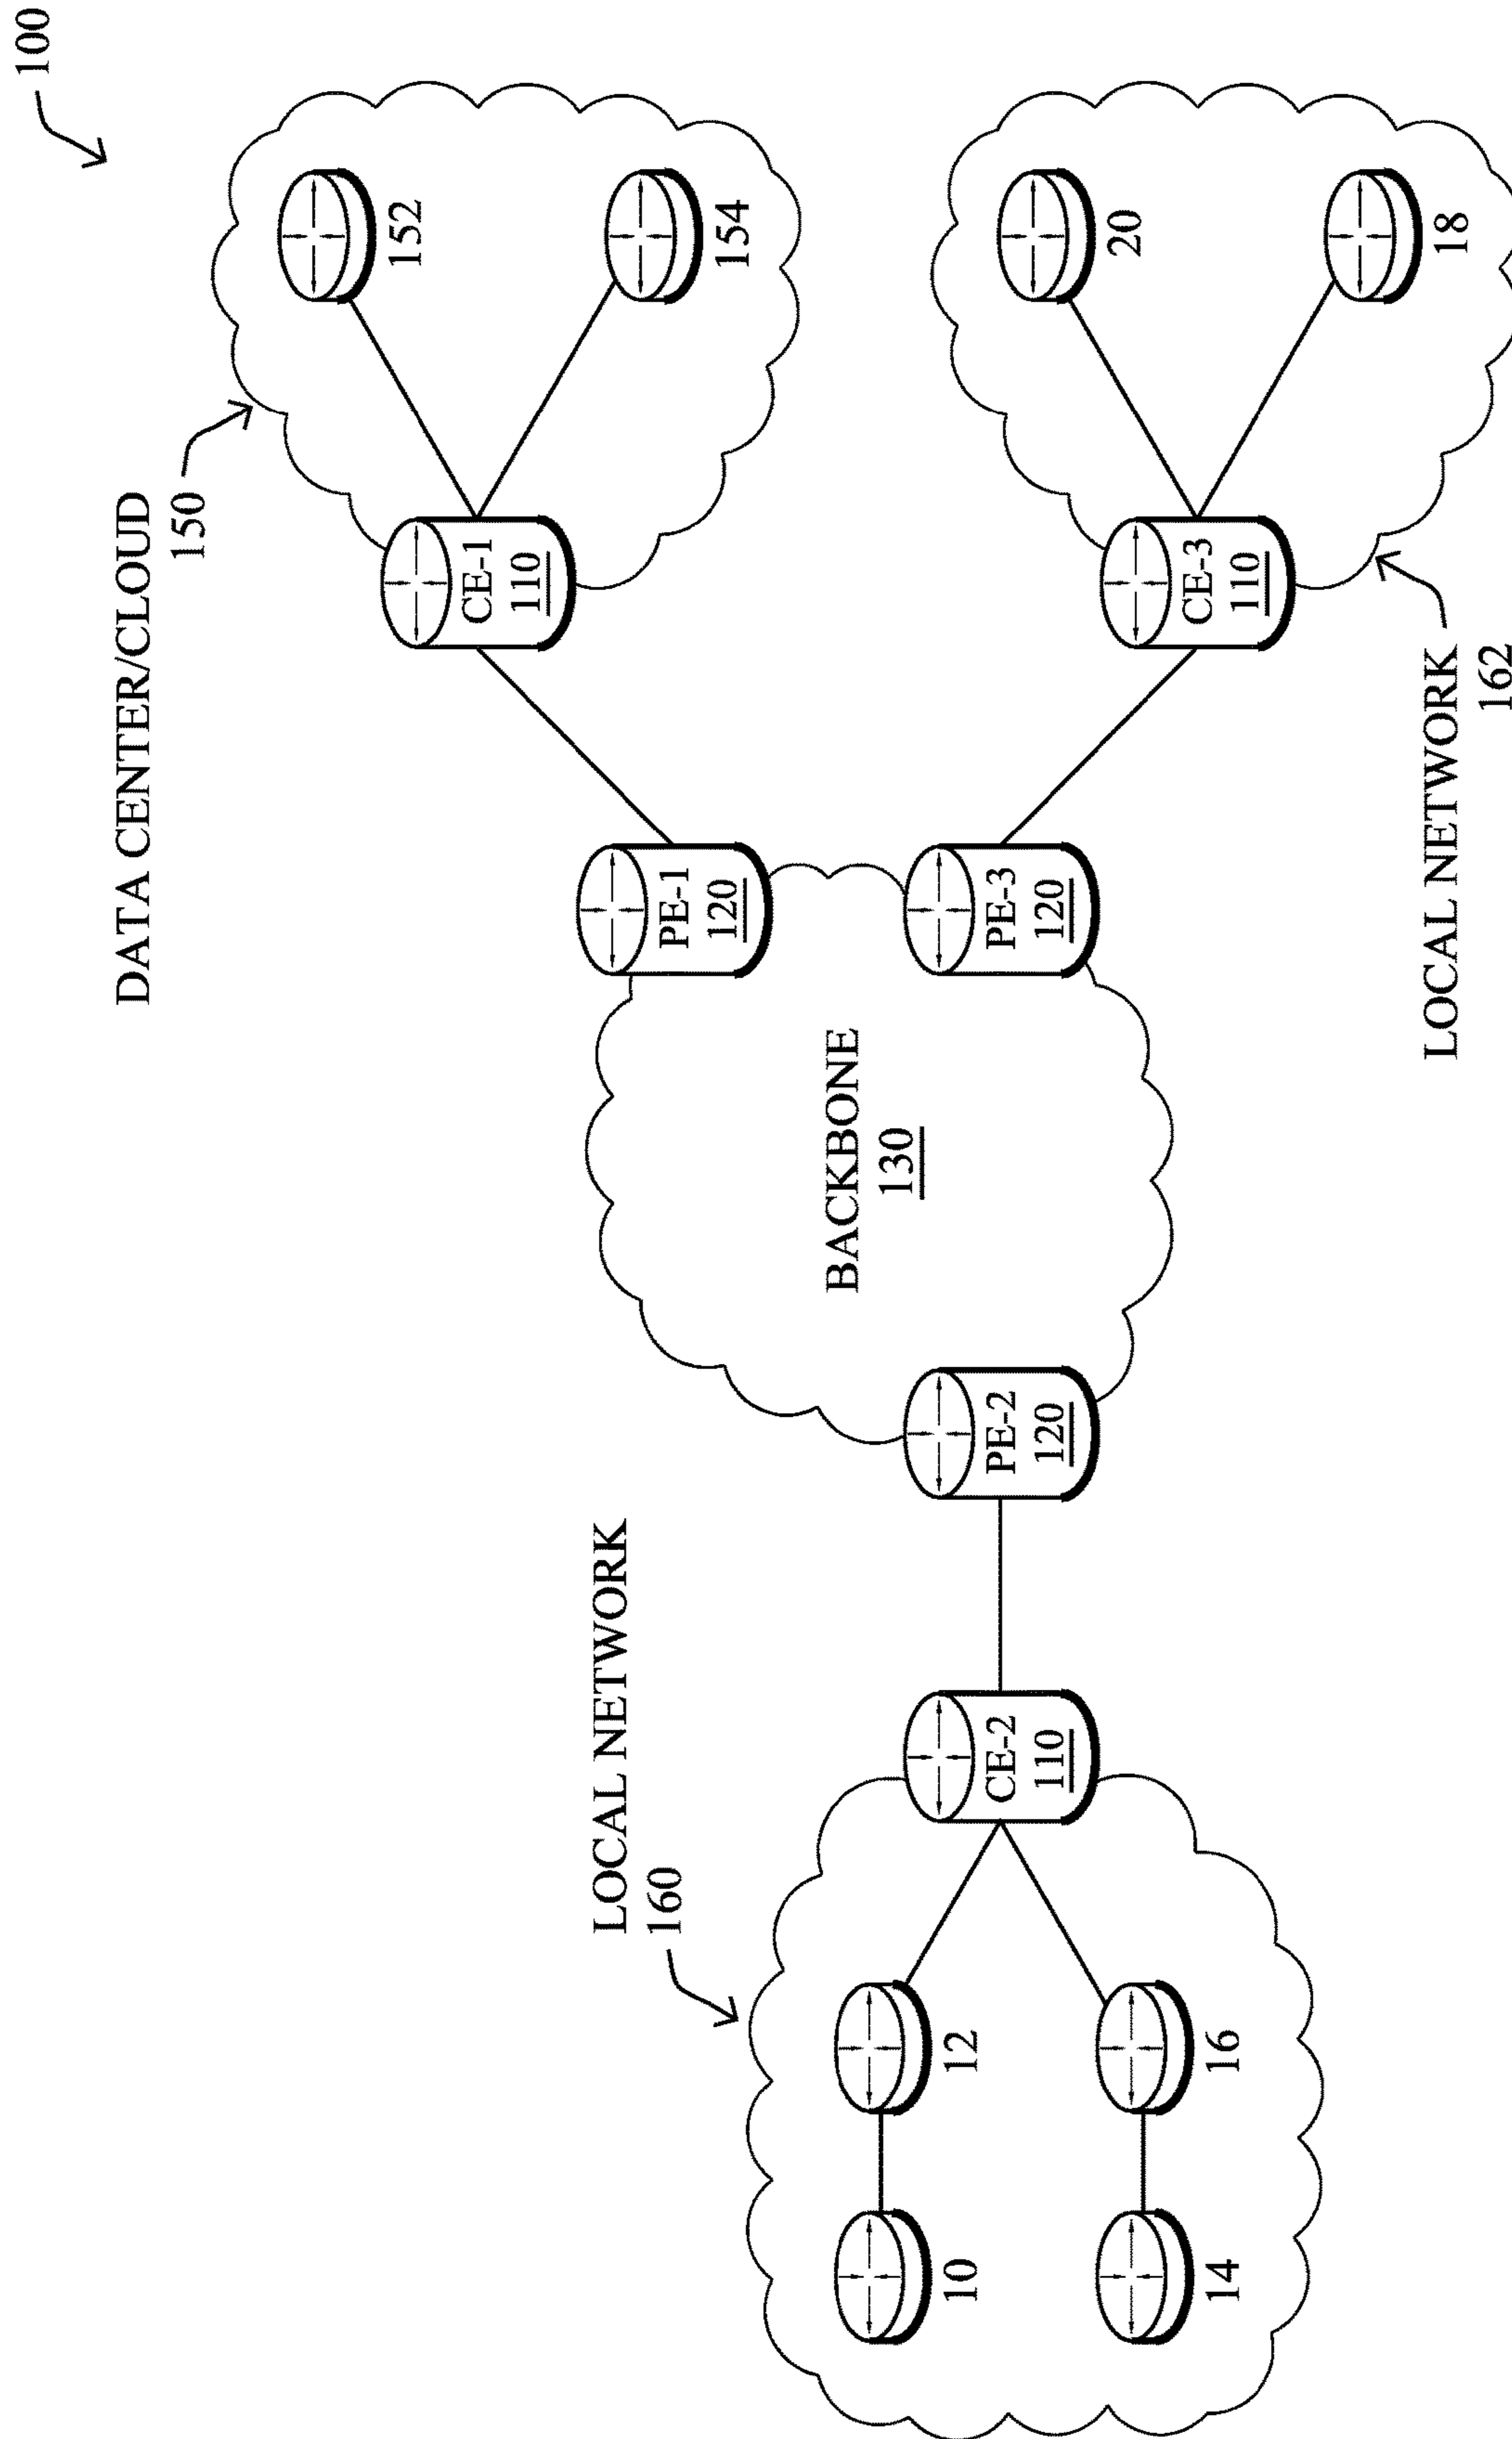 100
DATA CENTER/CLOUD
150
152
154
CE-1
110
PE-1
120
LOCAL NETWORK
160
BACKBONE
130
10
12
CE-2
110
PE-2
120
PE-3
120
14
16
CE-3
110
20
18
LOCAL NETWORK
162